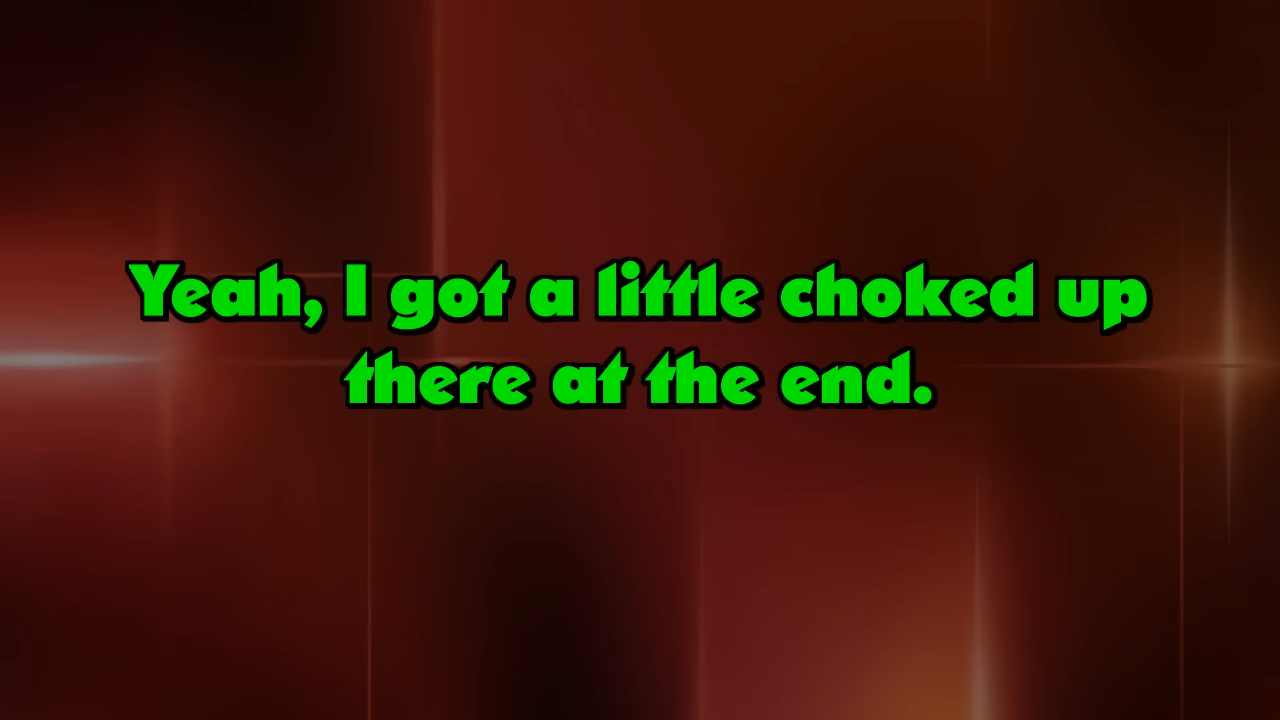 Yeah, I got a little choked up
there at the end.